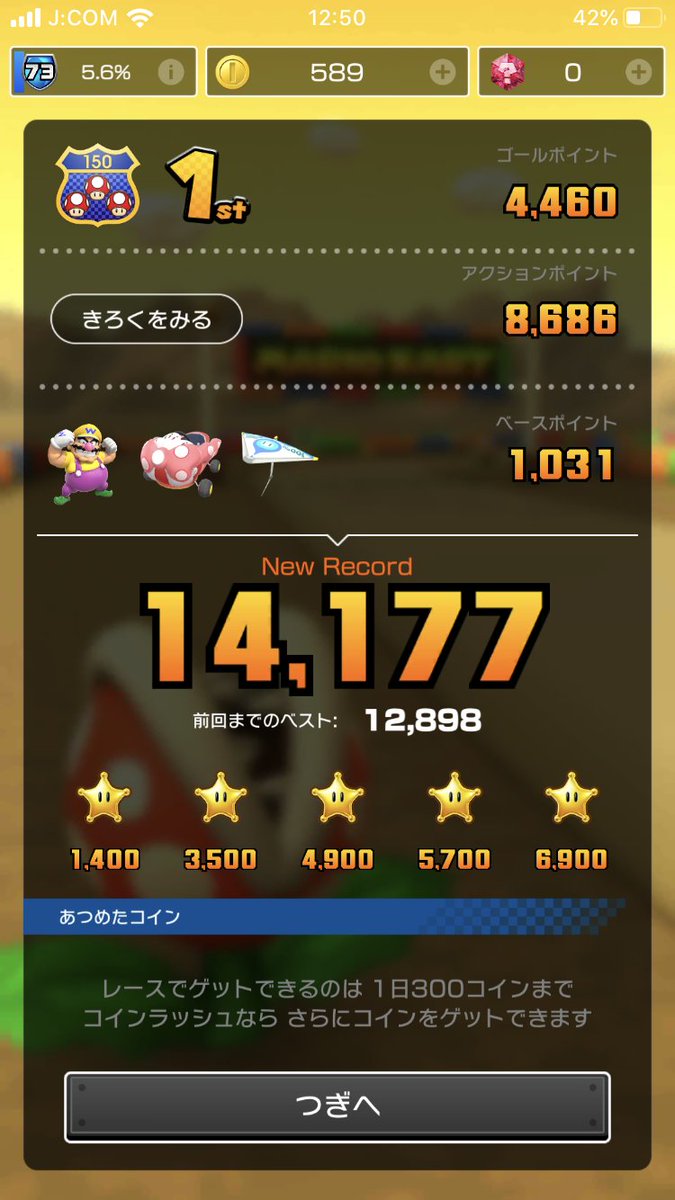 J:COM 12:50 42%
73 5.6% i 589 + ? 0 +
150 1st ゴールポイント
4,460
アクションポイント
きろくをみる 8,686
MARIO KART
ベースポイント
1,031
New Record
14,177
前回までのベスト: 12,898
1,400 3,500 4,900 5,700 6,900
あつめたコイン
レースでゲットできるのは 1日300コインまで
コインラッシュなら さらにコインをゲットできます
つぎへ